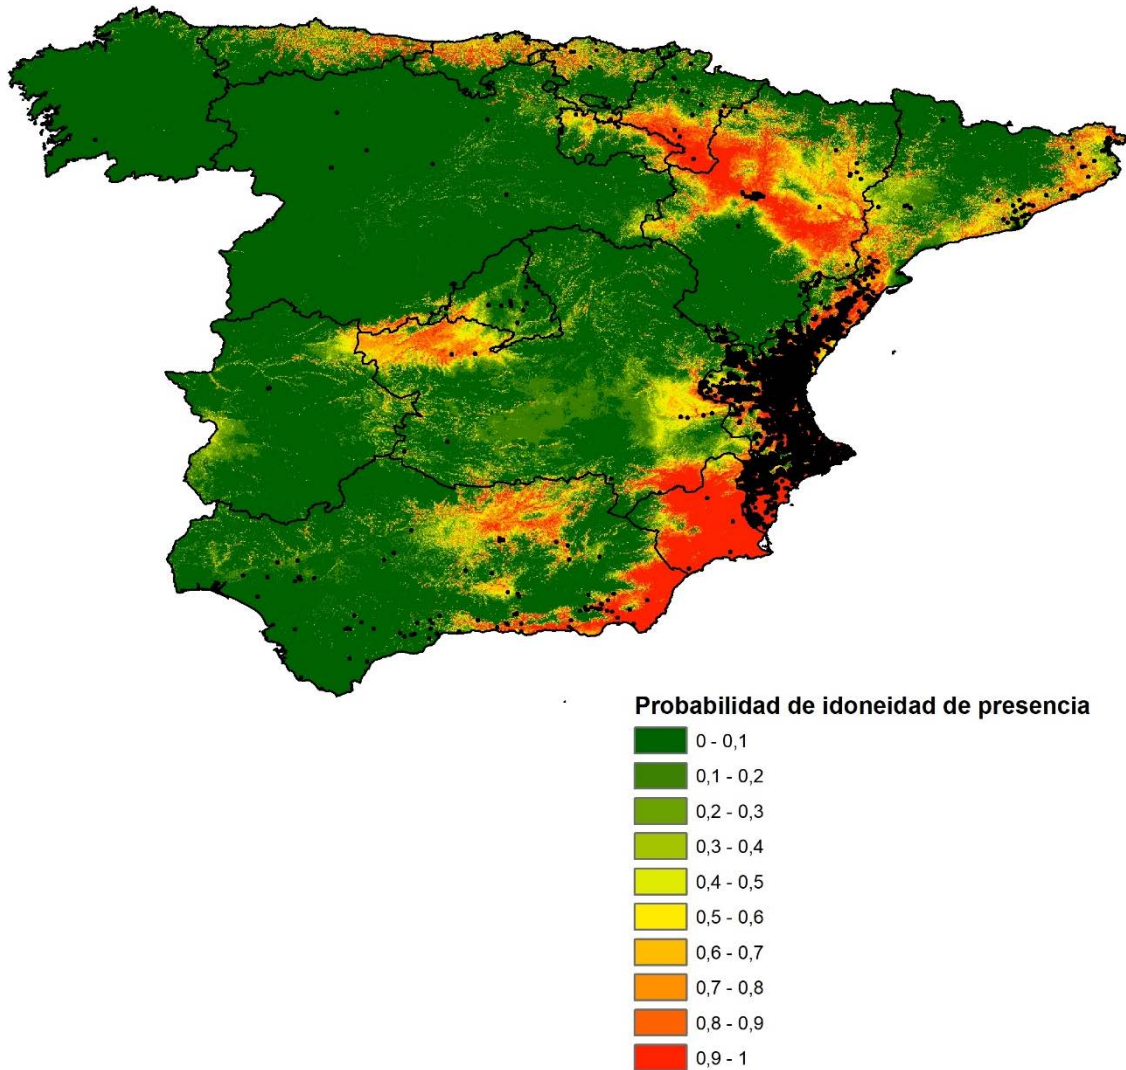 Probabilidad de idoneidad de presencia
0 - 0,1
0,1 - 0,2
0,2 - 0,3
0,3 - 0,4
0,4 - 0,5
0,5 - 0,6
0,6 - 0,7
0,7 - 0,8
0,8 - 0,9
0,9 - 1